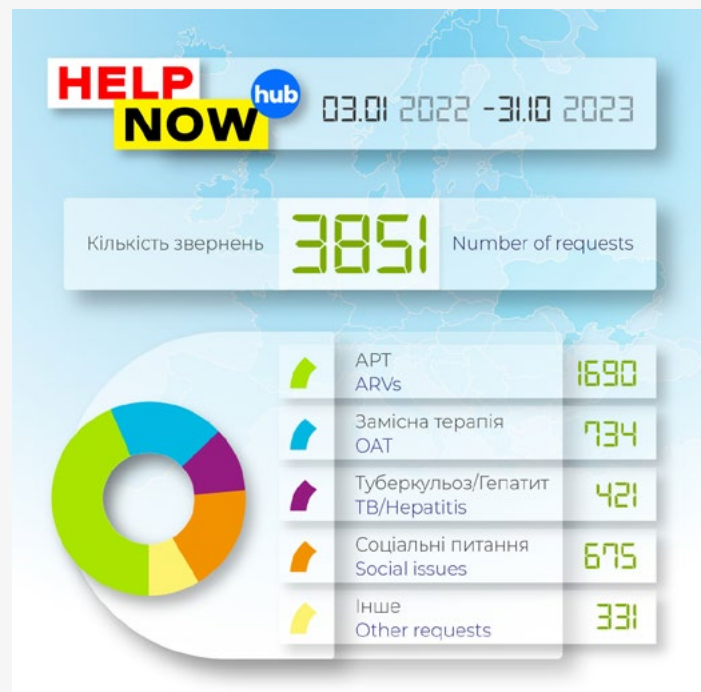 HELP
NOW
hub
03.01 2022 -31.10 2023
Кількість звернень 3851 Number of requests
АРТ
ARVs
1690
Замісна терапія
OAT
734
Туберкульоз/Гепатит
TB/Hepatitis
421
Соціальні питання
Social issues
675
Інше
Other requests
331